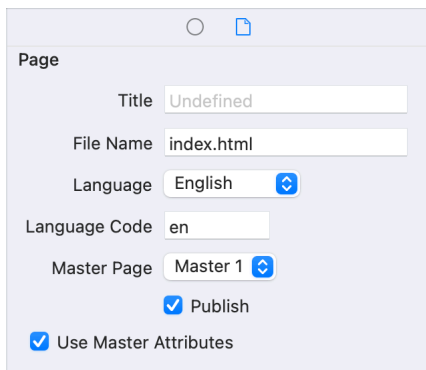 Page
Title Undefined
File Name index.html
Language English
Language Code en
Master Page Master 1
Publish
Use Master Attributes